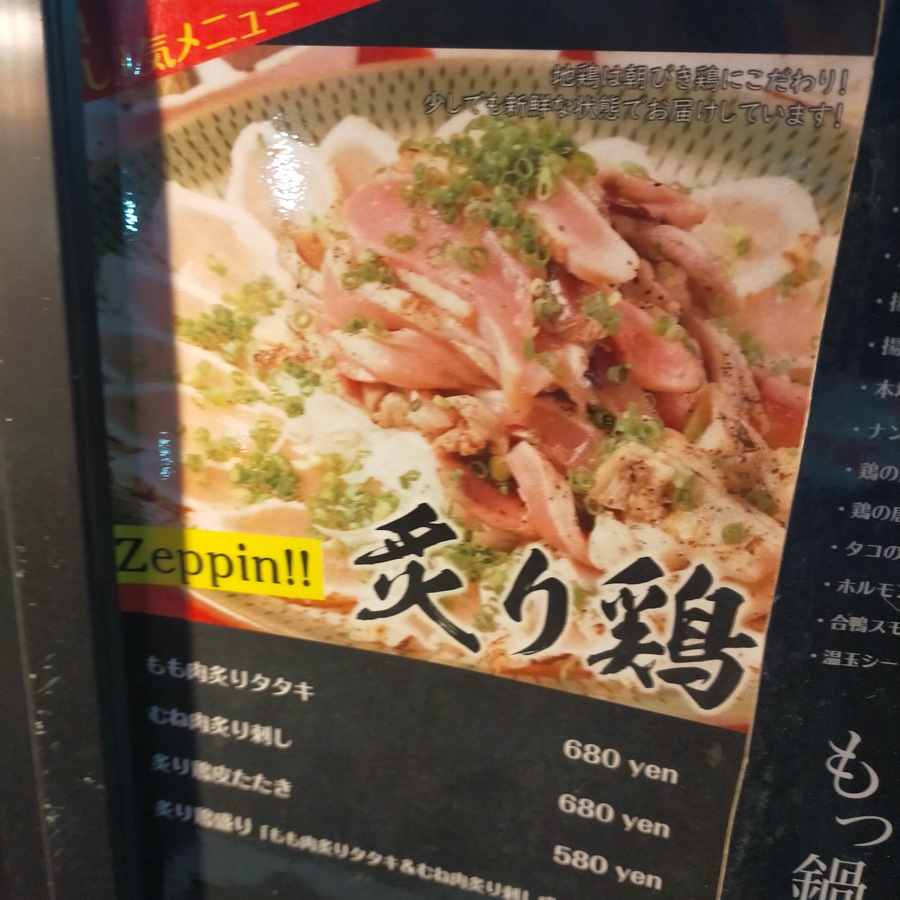 気メニュー
地鶏は朝びき鶏にこだわり!
少しでも新鮮な状態でお届けしています!
Zeppin!!
炙り鶏
もも肉炙りタタキ 680 yen
むね肉炙り刺し 680 yen
炙り鶏皮たたき 580 yen
炙り鶏盛り「もも肉炙りタタキ&むね肉炙り刺し
・揚
・ナン
・鶏の
・鶏の唐
・タコの
・ホルモン
・合鴨スモ
・温玉シー
もつ
鍋